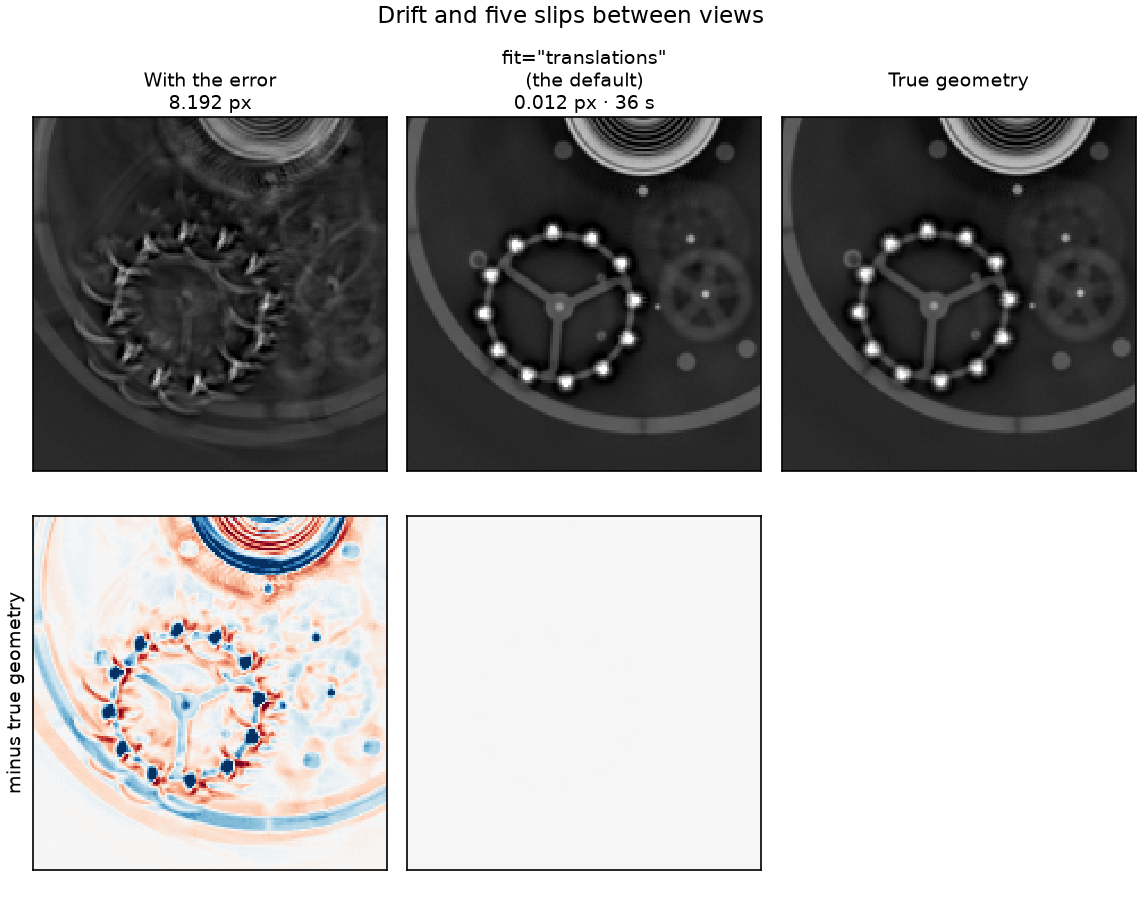 Drift and five slips between views
With the error
8.192 px
fit="translations"
(the default)
0.012 px · 36 s
True geometry
minus true geometry